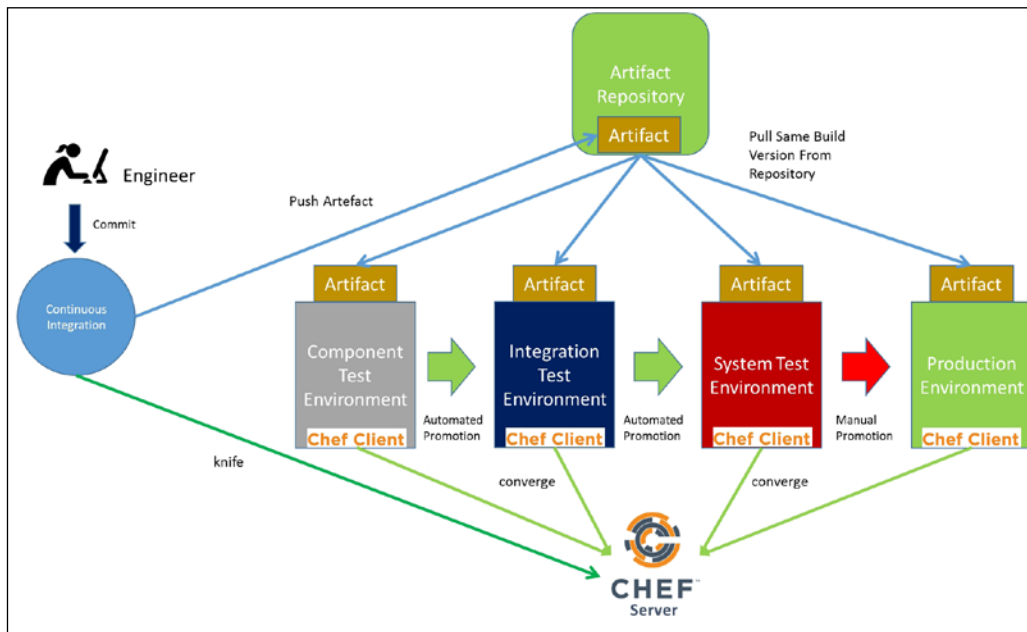 Artifact
Repository
Artifact
Pull Same Build
Version From
Repository
Engineer
Push Artefact
Commit
Continuous
Integration
Artifact
Artifact
Artifact
Artifact
Component
Test
Environment
Integration
Test
Environment
System Test
Environment
Production
Environment
Automated
Promotion
Automated
Promotion
Manual
Promotion
Chef Client
Chef Client
Chef Client
Chef Client
knife
converge
converge
CHEF™
Server